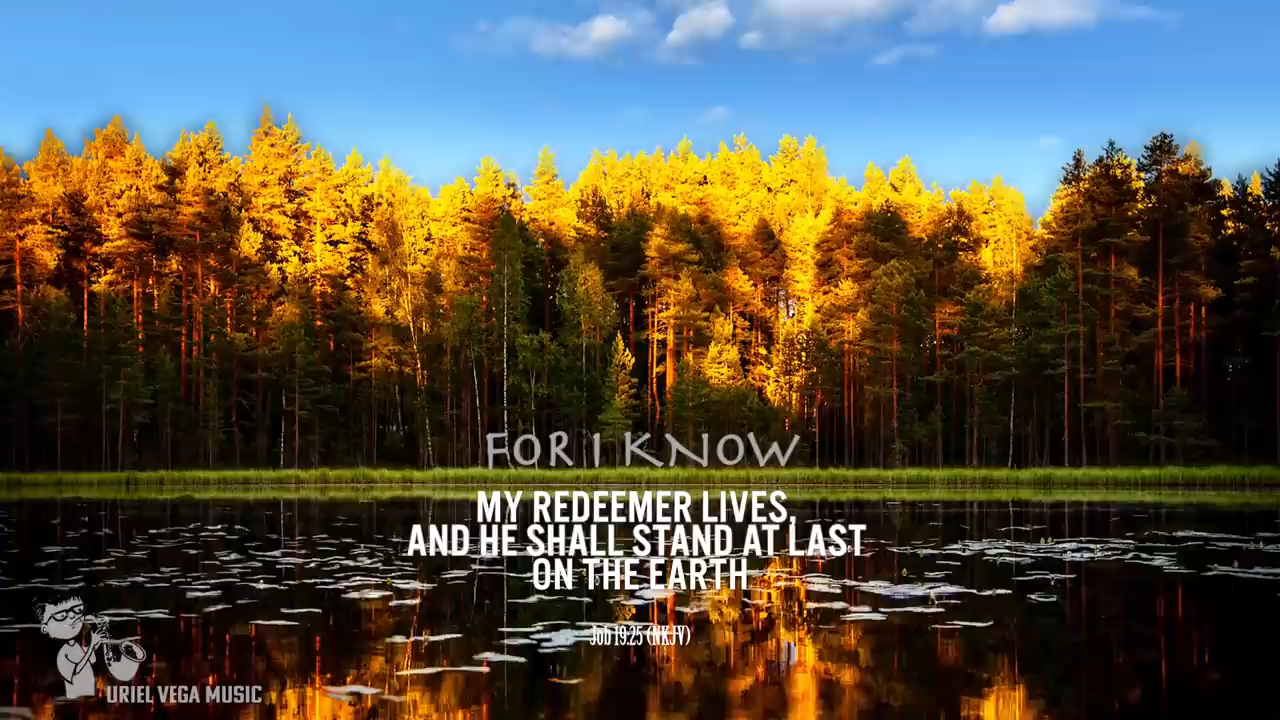 FOR I KNOW
MY REDEEMER LIVES,
AND HE SHALL STAND AT LAST
ON THE EARTH
Job 19:25 (NKJV)
URIEL VEGA MUSIC